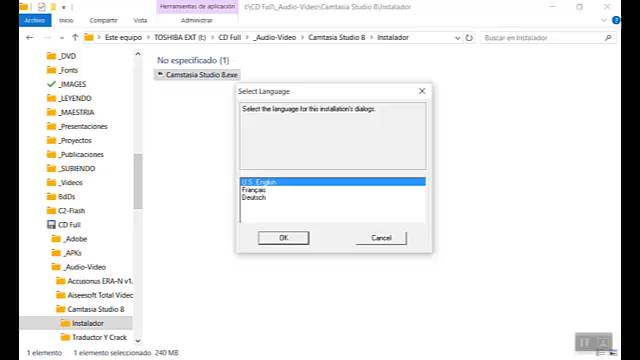 Herramientas de aplicación
I:\CD Full\_Audio-Video\Camtasia Studio 8\Instalador
Archivo
Inicio
Compartir
Vista
Administrar
Este equipo
TOSHIBA EXT (I:)
CD Full
_Audio-Video
Camtasia Studio 8
Instalador
Buscar en Instalador
_DVD
_Fonts
_IMAGES
_LEYENDO
_MAESTRIA
_Presentaciones
_Proyectos
_Publicaciones
_SUBIENDO
_Videos
BdDs
C2-Flash
CD Full
_Adobe
_APKs
_Audio-Video
Accusonus ERA-N v1.
Aiseesoft Total Video
Camtasia Studio 8
Instalador
Traductor Y Crack
No especificado (1)
Camstasia Studio 8.exe
Select Language
Select the language for this installation's dialogs.
U.S. English
Français
Deutsch
OK
Cancel
1 elemento
1 elemento seleccionado 240 MB